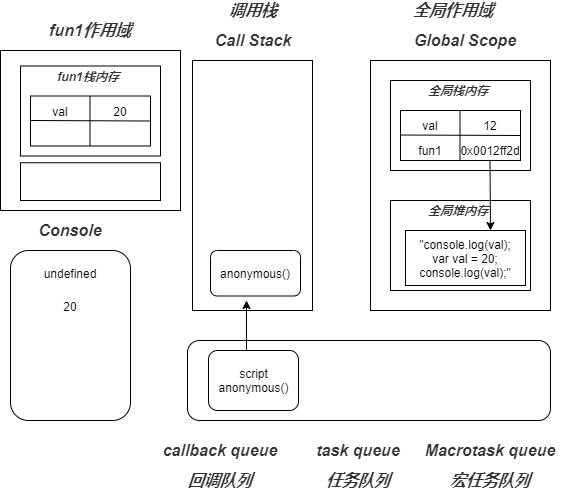 fun1作用域
fun1栈内存
val 20
Console
undefined
20
调用栈
Call Stack
anonymous()
全局作用域
Global Scope
全局栈内存
val 12
fun1 0x0012ff2d
全局堆内存
"console.log(val);
var val = 20;
console.log(val);"
script
anonymous()
callback queue task queue Macrotask queue
回调队列 任务队列 宏任务队列